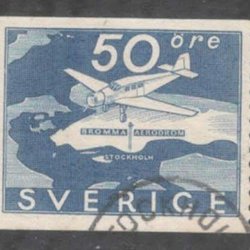 50 öre
BROMMA AERODROM
STOCKHOLM
SVERIGE